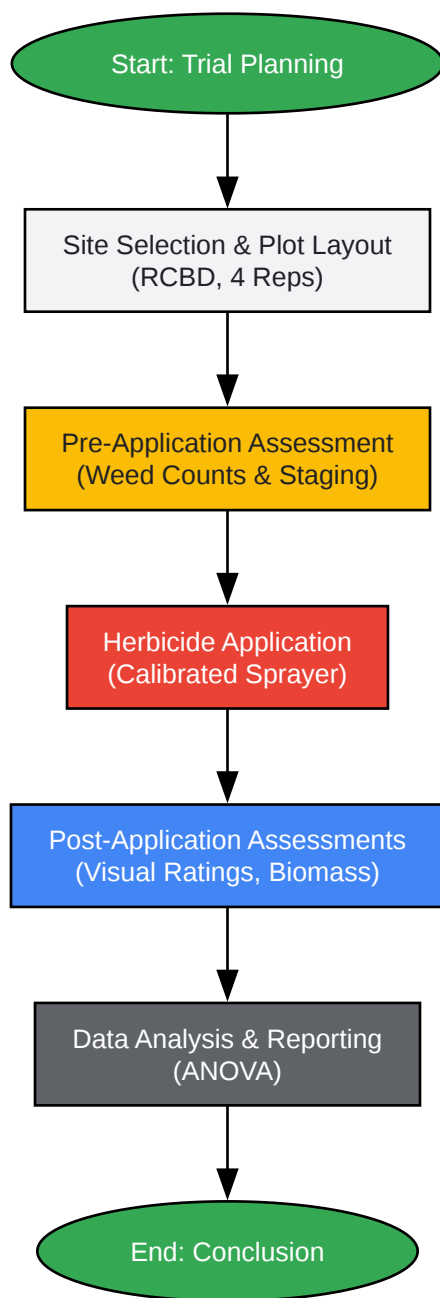 Start: Trial Planning
Site Selection & Plot Layout
(RCBD, 4 Reps)
Pre-Application Assessment
(Weed Counts & Staging)
Herbicide Application
(Calibrated Sprayer)
Post-Application Assessments
(Visual Ratings, Biomass)
Data Analysis & Reporting
(ANOVA)
End: Conclusion